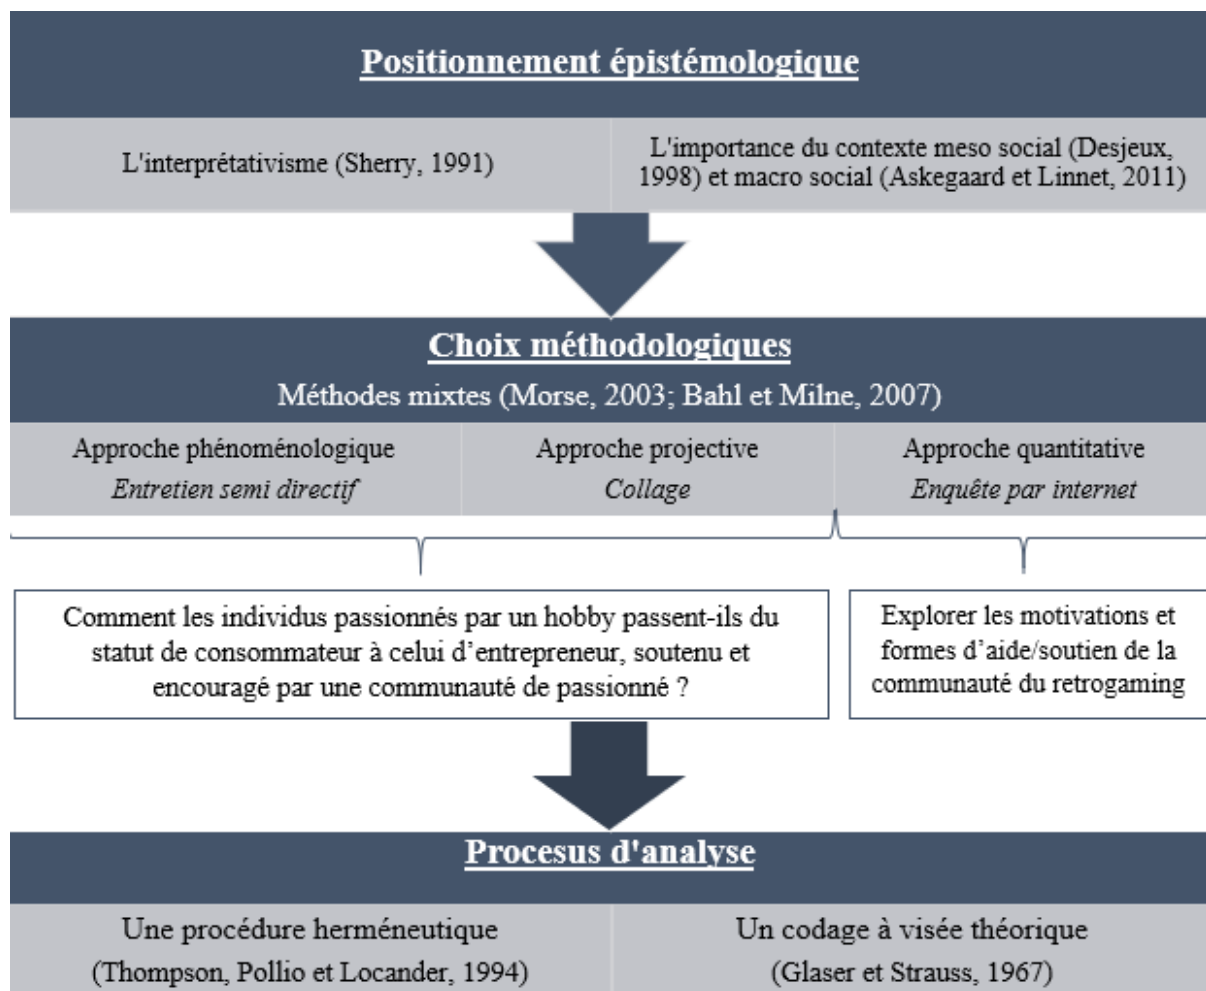 Positionnement épistémologique
L'interprétativisme (Sherry, 1991)
L'importance du contexte meso social (Desjeux,
1998) et macro social (Askegaard et Linnet, 2011)
Choix méthodologiques
Méthodes mixtes (Morse, 2003; Bahl et Milne, 2007)
Approche phénoménologique
Entretien semi directif
Approche projective
Collage
Approche quantitative
Enquête par internet
Comment les individus passionnés par un hobby passent-ils du
statut de consommateur à celui d’entrepreneur, soutenu et
encouragé par une communauté de passionné ?
Explorer les motivations et
formes d’aide/soutien de la
communauté du retrogaming
Procesus d'analyse
Une procédure herméneutique
(Thompson, Pollio et Locander, 1994)
Un codage à visée théorique
(Glaser et Strauss, 1967)